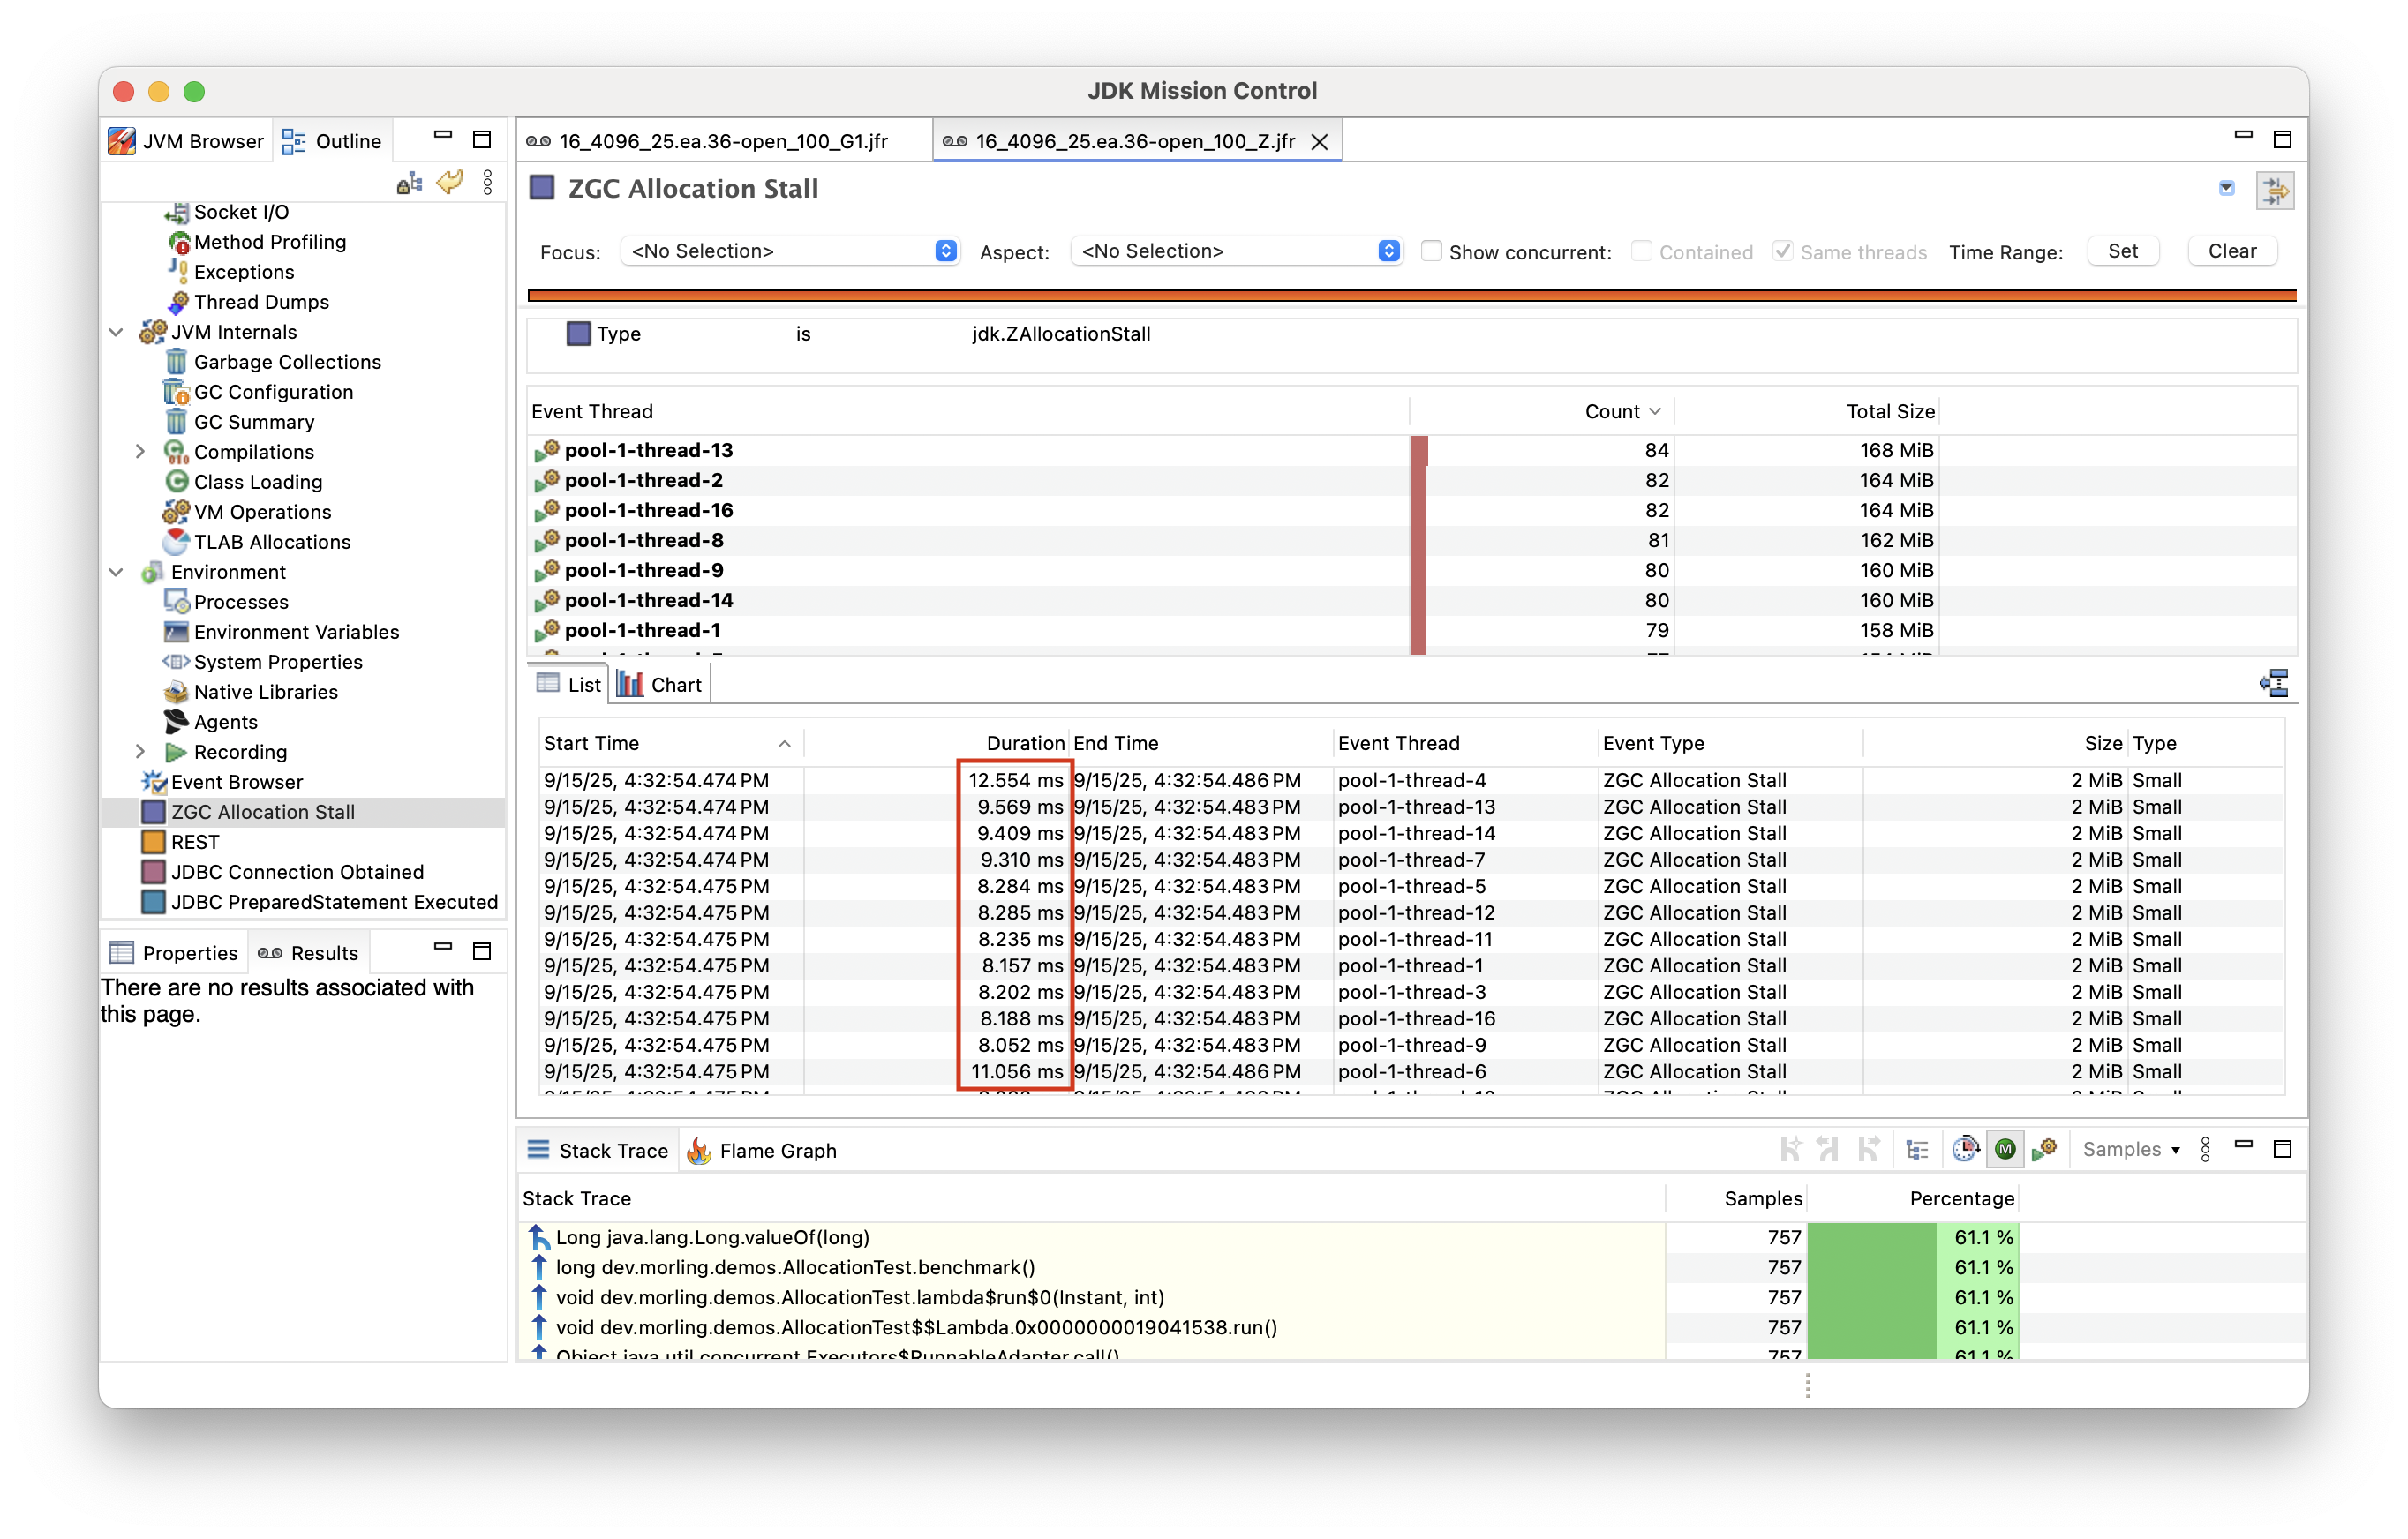 JDK Mission Control
JVM Browser
Outline
Socket I/O
Method Profiling
Exceptions
Thread Dumps
JVM Internals
Garbage Collections
GC Configuration
GC Summary
Compilations
Class Loading
VM Operations
TLAB Allocations
Environment
Processes
Environment Variables
System Properties
Native Libraries
Agents
Recording
Event Browser
ZGC Allocation Stall
REST
JDBC Connection Obtained
JDBC PreparedStatement Executed
Properties
Results
There are no results associated with
this page.
16_4096_25.ea.36-open_100_G1.jfr
16_4096_25.ea.36-open_100_Z.jfr
ZGC Allocation Stall
Focus: <No Selection> Aspect: <No Selection> Show concurrent: Contained Same threads Time Range: Set Clear
Type is jdk.ZAllocationStall
Event Thread Count Total Size
pool-1-thread-13 84 168 MiB
pool-1-thread-2 82 164 MiB
pool-1-thread-16 82 164 MiB
pool-1-thread-8 81 162 MiB
pool-1-thread-9 80 160 MiB
pool-1-thread-14 80 160 MiB
pool-1-thread-1 79 158 MiB
List Chart
Start Time Duration End Time Event Thread Event Type Size Type
9/15/25, 4:32:54.474 PM 12.554 ms 9/15/25, 4:32:54.486 PM pool-1-thread-4 ZGC Allocation Stall 2 MiB Small
9/15/25, 4:32:54.474 PM 9.569 ms 9/15/25, 4:32:54.483 PM pool-1-thread-13 ZGC Allocation Stall 2 MiB Small
9/15/25, 4:32:54.474 PM 9.409 ms 9/15/25, 4:32:54.483 PM pool-1-thread-14 ZGC Allocation Stall 2 MiB Small
9/15/25, 4:32:54.474 PM 9.310 ms 9/15/25, 4:32:54.483 PM pool-1-thread-7 ZGC Allocation Stall 2 MiB Small
9/15/25, 4:32:54.475 PM 8.284 ms 9/15/25, 4:32:54.483 PM pool-1-thread-5 ZGC Allocation Stall 2 MiB Small
9/15/25, 4:32:54.475 PM 8.285 ms 9/15/25, 4:32:54.483 PM pool-1-thread-12 ZGC Allocation Stall 2 MiB Small
9/15/25, 4:32:54.475 PM 8.235 ms 9/15/25, 4:32:54.483 PM pool-1-thread-11 ZGC Allocation Stall 2 MiB Small
9/15/25, 4:32:54.475 PM 8.157 ms 9/15/25, 4:32:54.483 PM pool-1-thread-1 ZGC Allocation Stall 2 MiB Small
9/15/25, 4:32:54.475 PM 8.202 ms 9/15/25, 4:32:54.483 PM pool-1-thread-3 ZGC Allocation Stall 2 MiB Small
9/15/25, 4:32:54.475 PM 8.188 ms 9/15/25, 4:32:54.483 PM pool-1-thread-16 ZGC Allocation Stall 2 MiB Small
9/15/25, 4:32:54.475 PM 8.052 ms 9/15/25, 4:32:54.483 PM pool-1-thread-9 ZGC Allocation Stall 2 MiB Small
9/15/25, 4:32:54.475 PM 11.056 ms 9/15/25, 4:32:54.486 PM pool-1-thread-6 ZGC Allocation Stall 2 MiB Small
Stack Trace Flame Graph Samples
Stack Trace Samples Percentage
Long java.lang.Long.valueOf(long) 757 61.1 %
long dev.morling.demos.AllocationTest.benchmark() 757 61.1 %
void dev.morling.demos.AllocationTest.lambda$run$0(Instant, int) 757 61.1 %
void dev.morling.demos.AllocationTest$$Lambda.0x0000000019041538.run() 757 61.1 %
Object java.util.concurrent.Executors$RunnableAdapter.call() 757 61.1 %